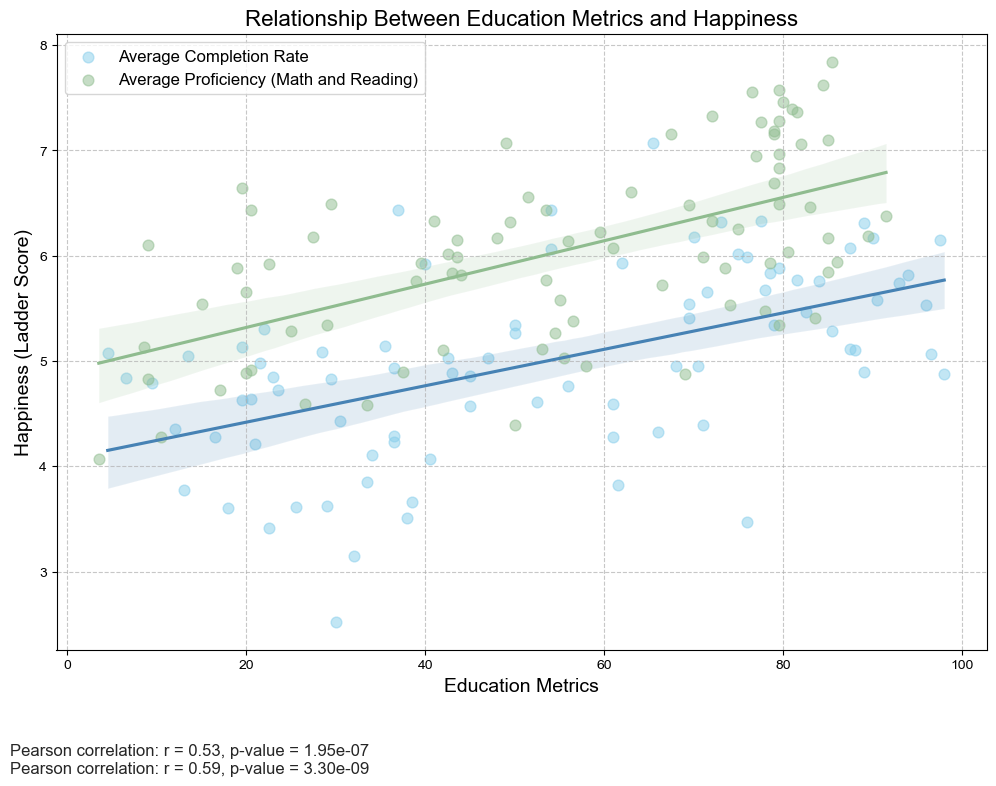 Relationship Between Education Metrics and Happiness
Average Completion Rate
Average Proficiency (Math and Reading)
Happiness (Ladder Score)
8
7
6
5
4
3
0 20 40 60 80 100
Education Metrics
Pearson correlation: r = 0.53, p-value = 1.95e-07
Pearson correlation: r = 0.59, p-value = 3.30e-09